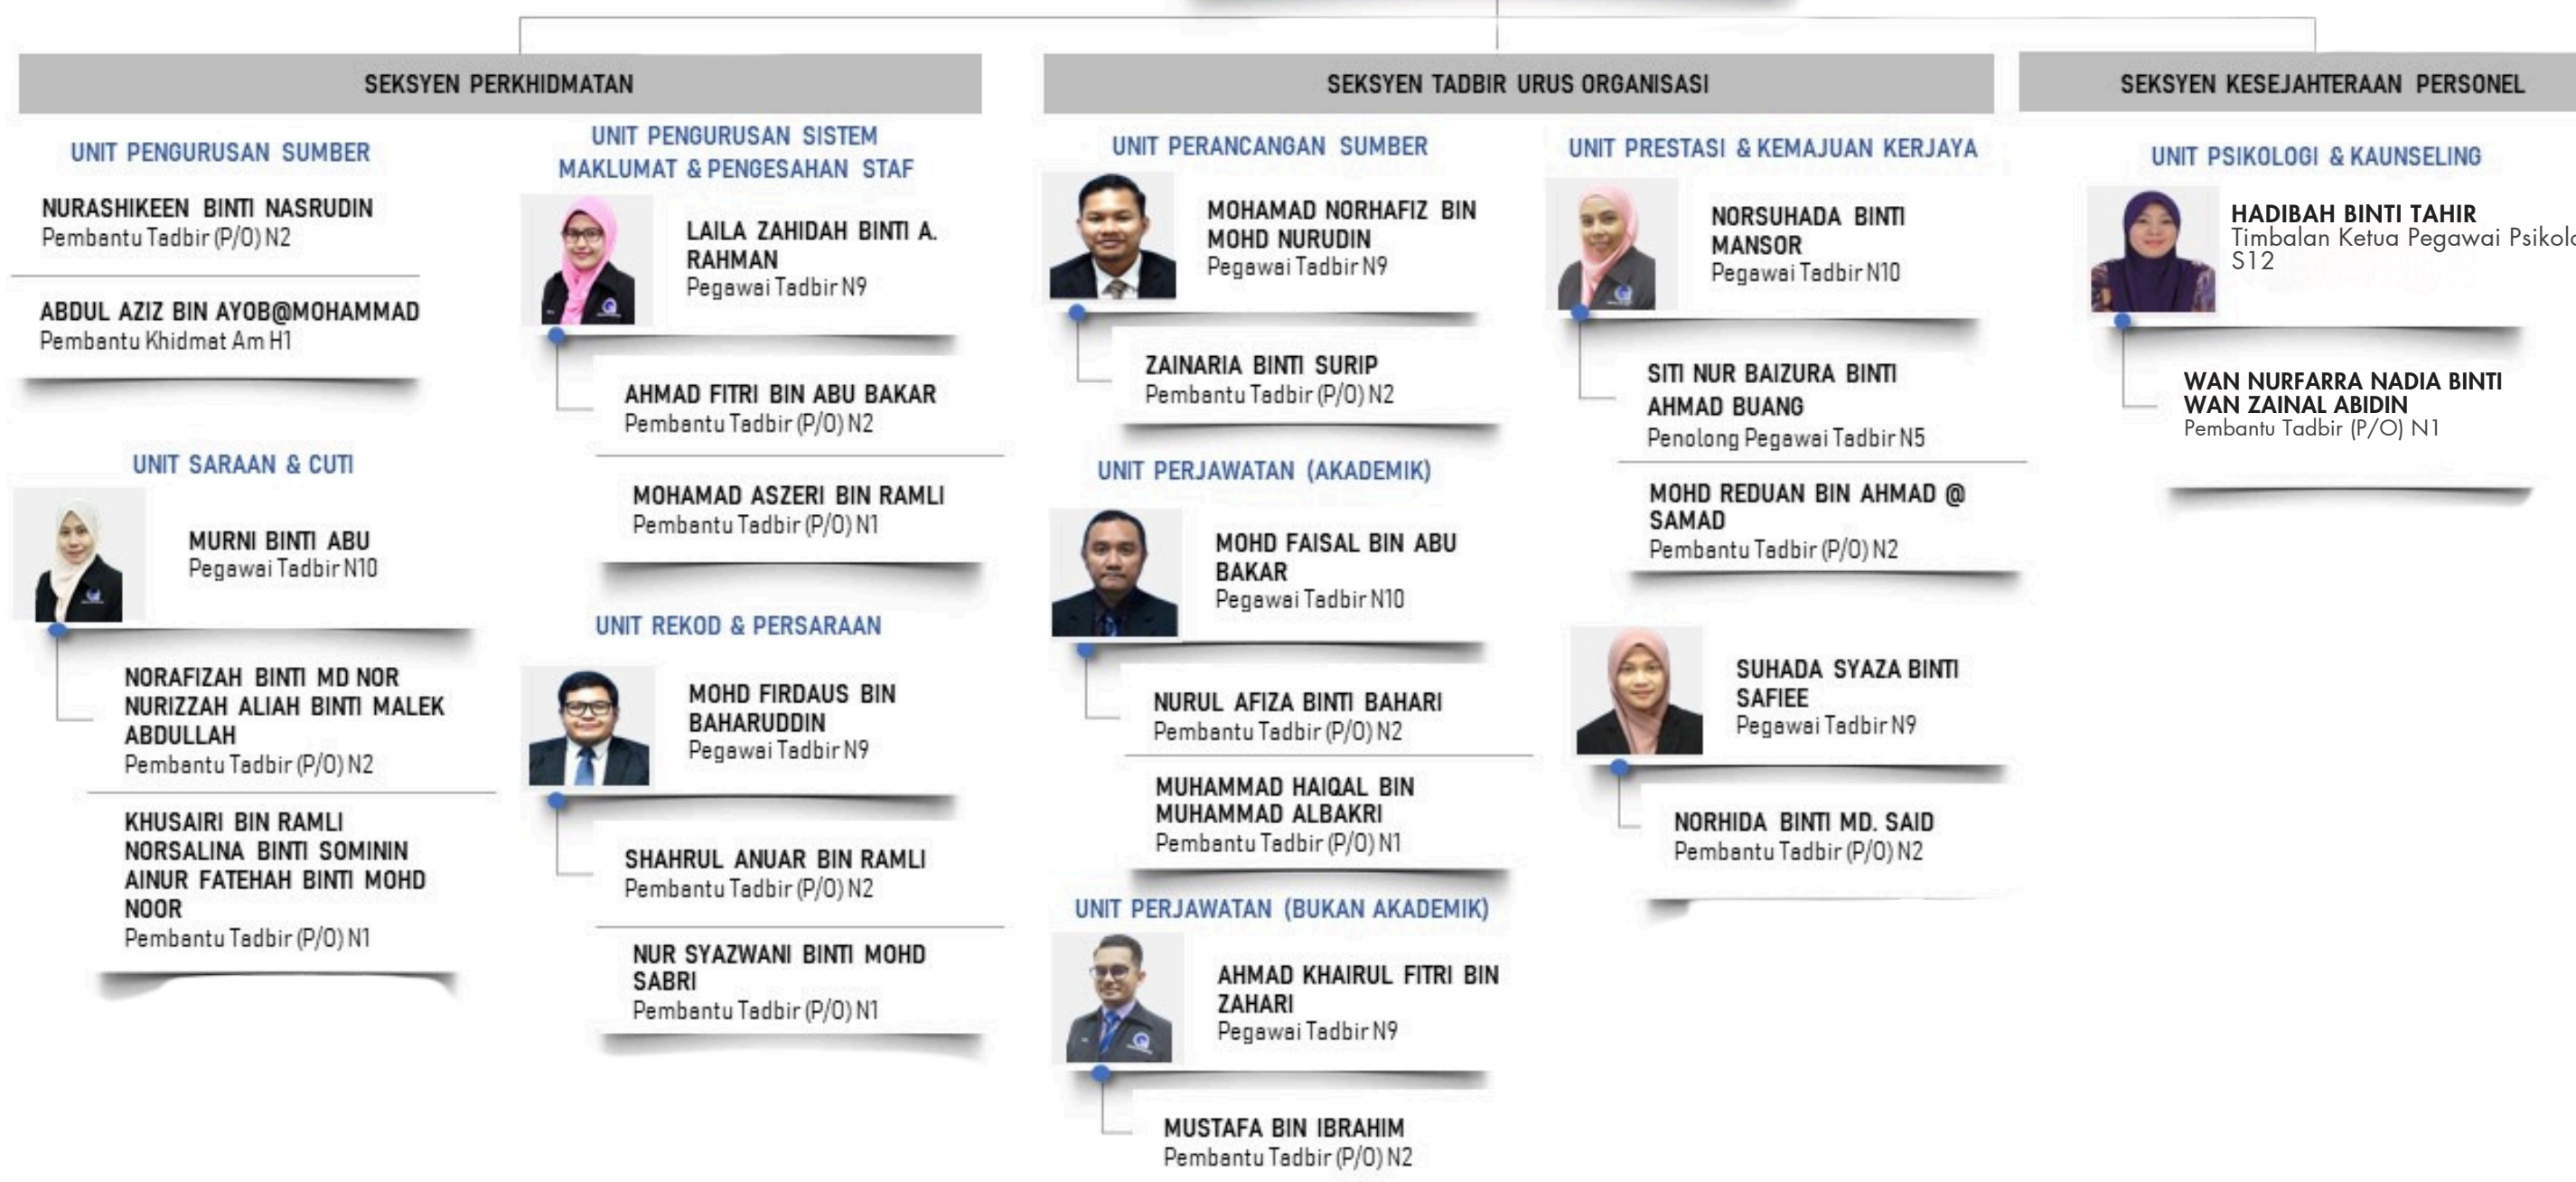 SEKSYEN PERKHIDMATAN
UNIT PENGURUSAN SUMBER
NURASHIKEEN BINTI NASRUDIN
Pembantu Tadbir (P/O) N2
ABDUL AZIZ BIN AYOB@MOHAMMAD
Pembantu Khidmat Am H1
UNIT SARAAN & CUTI
MURNI BINTI ABU
Pegawai Tadbir N10
NORAFIZAH BINTI MD NOR
NURIZZAH ALIAH BINTI MALEK
ABDULLAH
Pembantu Tadbir (P/O) N2
KHUSAIRI BIN RAMLI
NORSALINA BINTI SOMININ
AINUR FATEHAH BINTI MOHD
NOOR
Pembantu Tadbir (P/O) N1
UNIT PENGURUSAN SISTEM
MAKLUMAT & PENGESAHAN STAF
LAILA ZAHIDAH BINTI A.
RAHMAN
Pegawai Tadbir N9
AHMAD FITRI BIN ABU BAKAR
Pembantu Tadbir (P/O) N2
MOHAMAD ASZERI BIN RAMLI
Pembantu Tadbir (P/O) N1
UNIT REKOD & PERSARAAN
MOHD FIRDAUS BIN
BAHARUDDIN
Pegawai Tadbir N9
SHAHRUL ANUAR BIN RAMLI
Pembantu Tadbir (P/O) N2
NUR SYAZWANI BINTI MOHD
SABRI
Pembantu Tadbir (P/O) N1
SEKSYEN TADBIR URUS ORGANISASI
UNIT PERANCANGAN SUMBER
MOHAMAD NORHAFIZ BIN
MOHD NURUDIN
Pegawai Tadbir N9
ZAINARIA BINTI SURIP
Pembantu Tadbir (P/O) N2
UNIT PERJAWATAN (AKADEMIK)
MOHD FAISAL BIN ABU
BAKAR
Pegawai Tadbir N10
NURUL AFIZA BINTI BAHARI
Pembantu Tadbir (P/O) N2
MUHAMMAD HAIQAL BIN
MUHAMMAD ALBAKRI
Pembantu Tadbir (P/O) N1
UNIT PERJAWATAN (BUKAN AKADEMIK)
AHMAD KHAIRUL FITRI BIN
ZAHARI
Pegawai Tadbir N9
MUSTAFA BIN IBRAHIM
Pembantu Tadbir (P/O) N2
UNIT PRESTASI & KEMAJUAN KERJAYA
NORSUHADA BINTI
MANSOR
Pegawai Tadbir N10
SITI NUR BAIZURA BINTI
AHMAD BUANG
Penolong Pegawai Tadbir N5
MOHD REDUAN BIN AHMAD @
SAMAD
Pembantu Tadbir (P/O) N2
SUHADA SYAZA BINTI
SAFIEE
Pegawai Tadbir N9
NORHIDA BINTI MD. SAID
Pembantu Tadbir (P/O) N2
SEKSYEN KESEJAHTERAAN PERSONEL
UNIT PSIKOLOGI & KAUNSELING
HADIBAH BINTI TAHIR
Timbalan Ketua Pegawai
S12
WAN NURFARRA NADIA BINTI
WAN ZAINAL ABIDIN
Pembantu Tadbir (P/O) N1